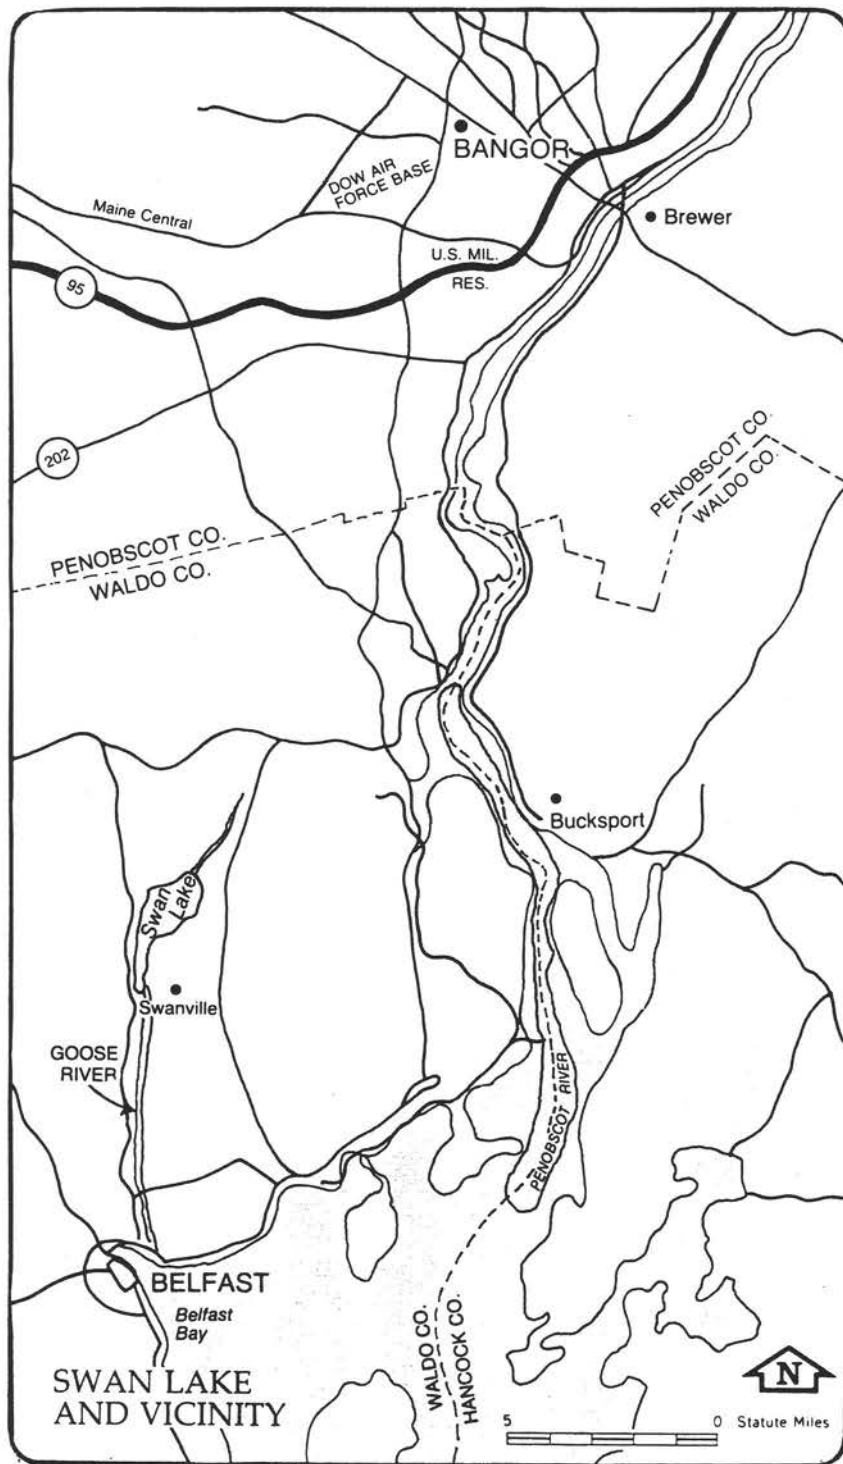 BANGOR
DOW AIR
FORCE BASE
Maine Central
Brewer
U.S. MIL.
RES.
95
202
PENOBSCOT CO.
WALDO CO.
PENOBSCOT CO.
WALDO CO.
Bucksport
Swan
Lake
Swanville
GOOSE
RIVER
PENOBSCOT RIVER
BELFAST
Belfast
Bay
WALDO CO.
HANCOCK CO.
SWAN LAKE
AND VICINITY
N
5 0 Statute Miles